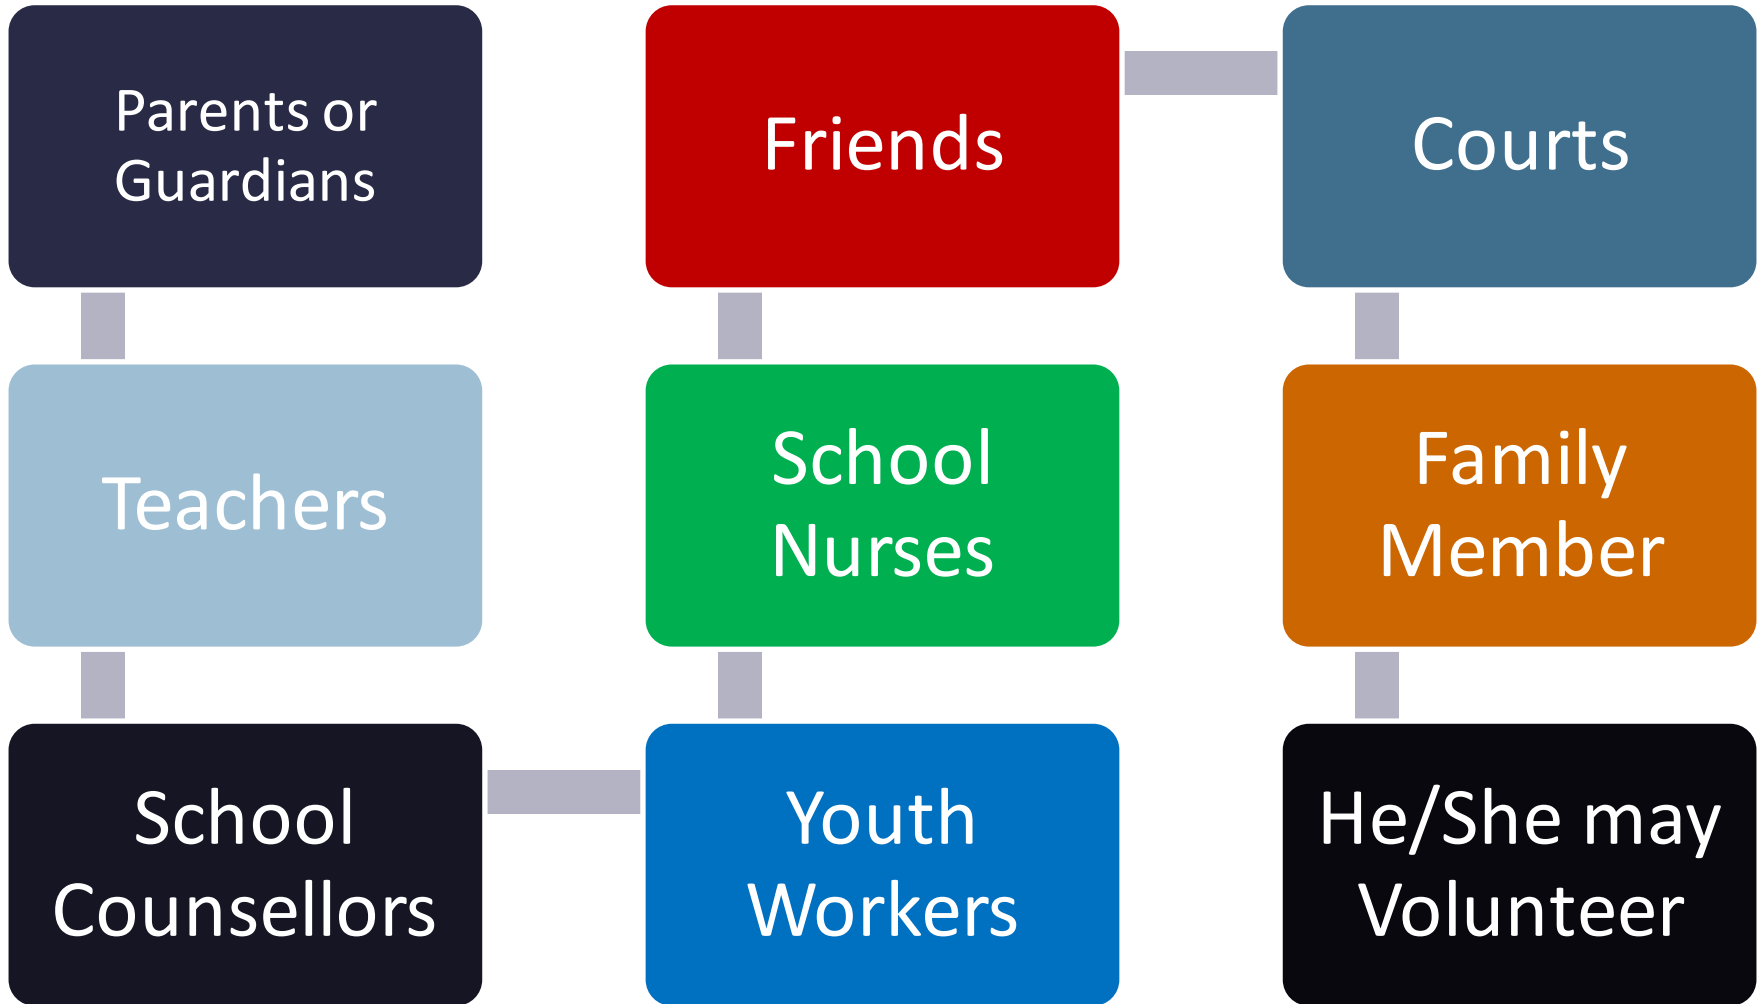 Parents or
Guardians
Teachers
School
Counsellors
Youth
Workers
School
Nurses
Friends
Courts
Family
Member
He/She may
Volunteer